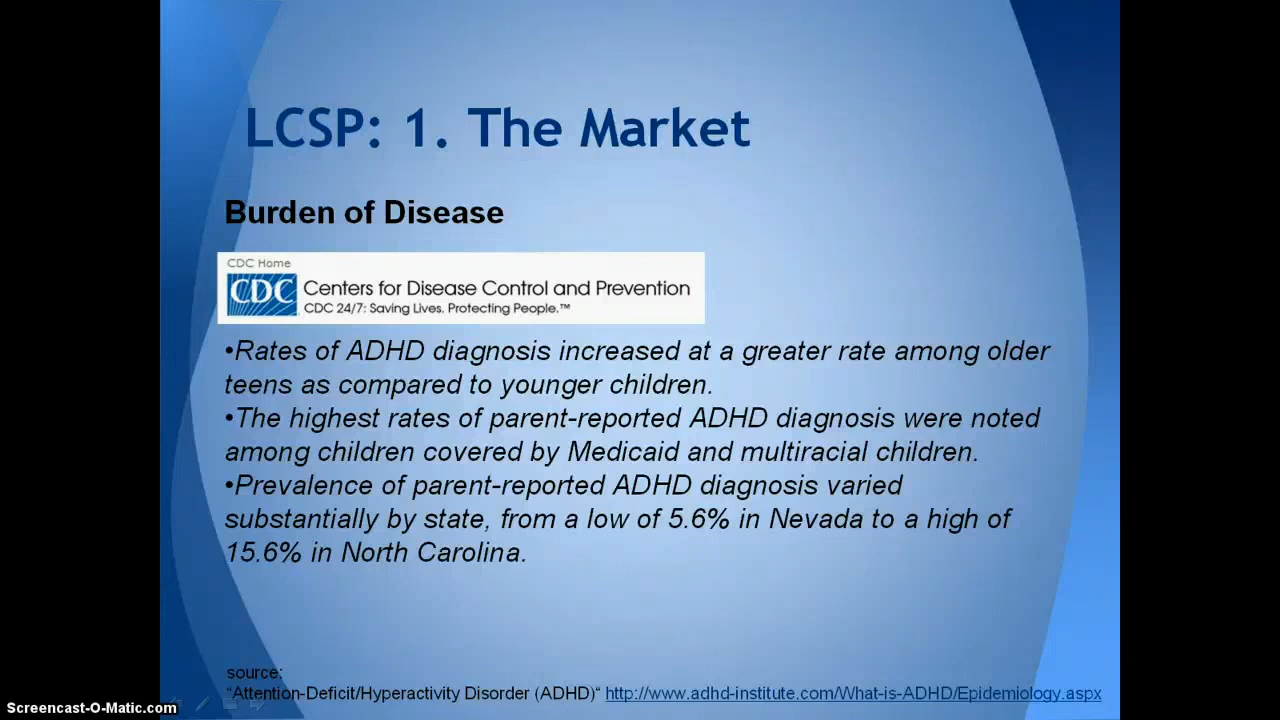 LCSP: 1. The Market
Burden of Disease
CDC Home
CDC Centers for Disease Control and Prevention
CDC 24/7: Saving Lives. Protecting People.™
•Rates of ADHD diagnosis increased at a greater rate among older
teens as compared to younger children.
•The highest rates of parent-reported ADHD diagnosis were noted
among children covered by Medicaid and multiracial children.
•Prevalence of parent-reported ADHD diagnosis varied
substantially by state, from a low of 5.6% in Nevada to a high of
15.6% in North Carolina.
source:
“Attention-Deficit/Hyperactivity Disorder (ADHD)“ http://www.adhd-institute.com/What-is-ADHD/Epidemiology.aspx
Screencast-O-Matic.com